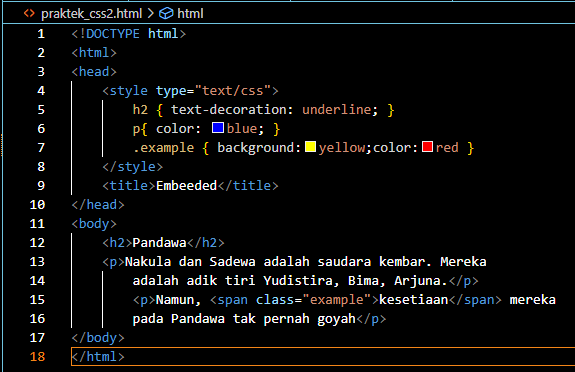 praktek_css2.html > html
1 <!DOCTYPE html>
2 <html>
3 <head>
4 <style type="text/css">
5 h2 { text-decoration: underline; }
6 p{ color: blue; }
7 .example { background:yellow;color:red }
8 </style>
9 <title>Embeeded</title>
10 </head>
11 <body>
12 <h2>Pandawa</h2>
13 <p>Nakula dan Sadewa adalah saudara kembar. Mereka
14 adalah adik tiri Yudistira, Bima, Arjuna.</p>
15 <p>Namun, <span class="example">kesetiaan</span> mereka
16 pada Pandawa tak pernah goyah</p>
17 </body>
18 </html>